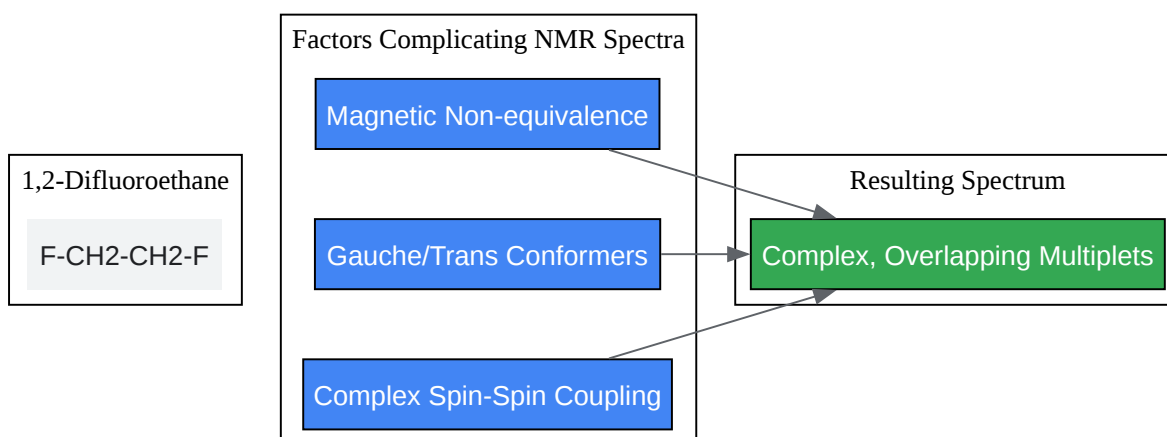 Factors Complicating NMR Spectra
Magnetic Non-equivalence
1,2-Difluoroethane
Resulting Spectrum
F-CH2-CH2-F
Gauche/Trans Conformers
Complex, Overlapping Multiplets
Complex Spin-Spin Coupling